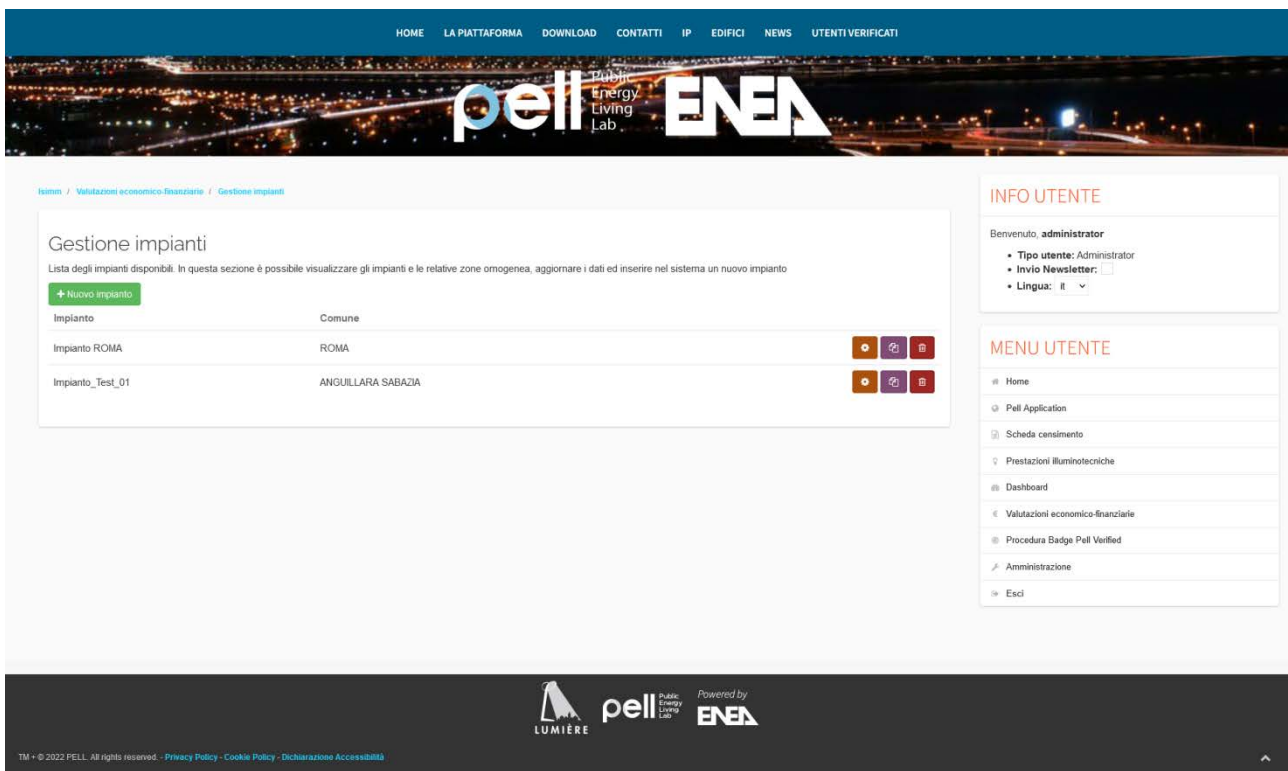 HOME LA PIATTAFORMA DOWNLOAD CONTATTI IP EDIFICI NEWS UTENTI VERIFICATI
pell Public Energy Living Lab ENEA
Isimm / Valutazioni economico-finanziarie / Gestione impianti
Gestione impianti
Lista degli impianti disponibili. In questa sezione è possibile visualizzare gli impianti e le relative zone omogenea, aggiornare i dati ed inserire nel sistema un nuovo impianto
+ Nuovo impianto
Impianto Comune
Impianto ROMA ROMA
Impianto_Test_01 ANGUILLARA SABAZIA
INFO UTENTE
Benvenuto, administrator
• Tipo utente: Administrator
• Invio Newsletter:
• Lingua: it
MENU UTENTE
Home
Pell Application
Scheda censimento
Prestazioni illuminotecniche
Dashboard
€ Valutazioni economico-finanziarie
Procedura Badge Pell Verified
Amministrazione
Esci
LUMIÈRE pell Public Energy Living Lab Powered by ENEA
TM • © 2022 PELL. All rights reserved. - Privacy Policy - Cookie Policy - Dichiarazione Accessibilità